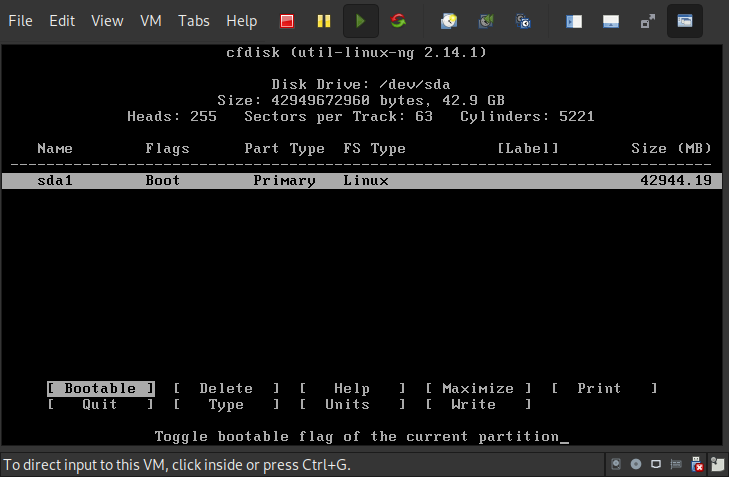 File Edit View VM Tabs Help
cfdisk (util-linux-ng 2.14.1)
Disk Drive: /dev/sda
Size: 42949672960 bytes, 42.9 GB
Heads: 255 Sectors per Track: 63 Cylinders: 5221
Name Flags Part Type FS Type [Label] Size (MB)
sda1 Boot Primary Linux 42944.19
[ Bootable ] [ Delete ] [ Help ] [ Maximize ] [ Print ]
[ Quit ] [ Type ] [ Units ] [ Write ]
Toggle bootable flag of the current partition_
To direct input to this VM, click inside or press Ctrl+G.